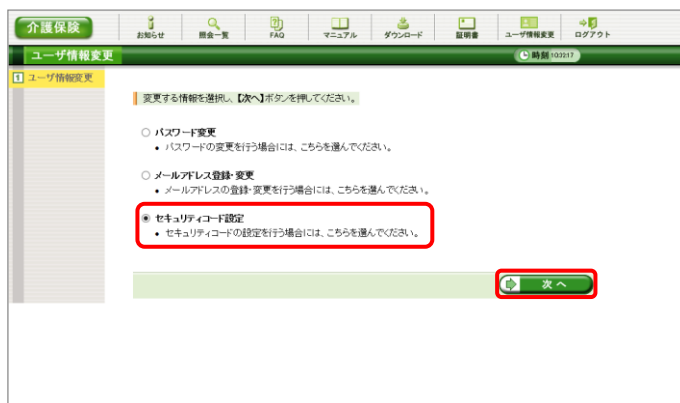 介護保険
お知らせ
照会一覧
FAQ
マニュアル
ダウンロード
証明書
ユーザ情報変更
ログアウト
ユーザ情報変更
時刻 10:32:17
1 ユーザ情報変更
変更する情報を選択し、【次へ】ボタンを押してください。
パスワード変更
• パスワードの変更を行う場合には、こちらを選んでください。
メールアドレス登録・変更
• メールアドレスの登録・変更を行う場合には、こちらを選んでください。
セキュリティコード設定
• セキュリティコードの設定を行う場合には、こちらを選んでください。
次へ